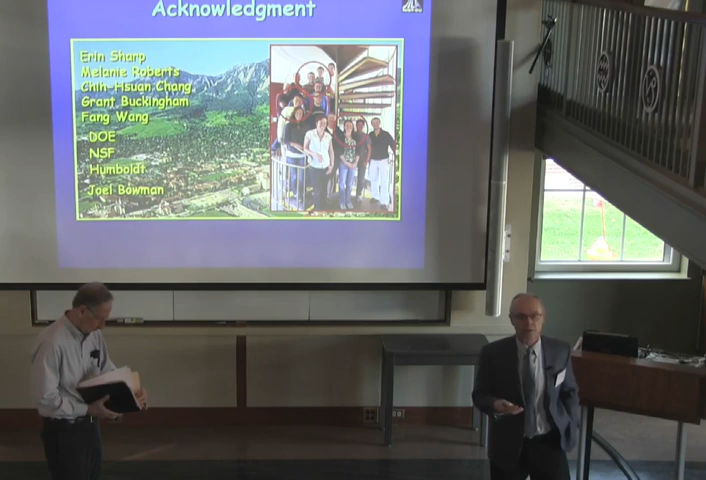 Acknowledgment
Erin Sharp
Melanie Roberts
Chih-Hsuan Chang,
Grant Buckingham
Fang Wang
DOE
NSF
Humboldt
Joel Bowman